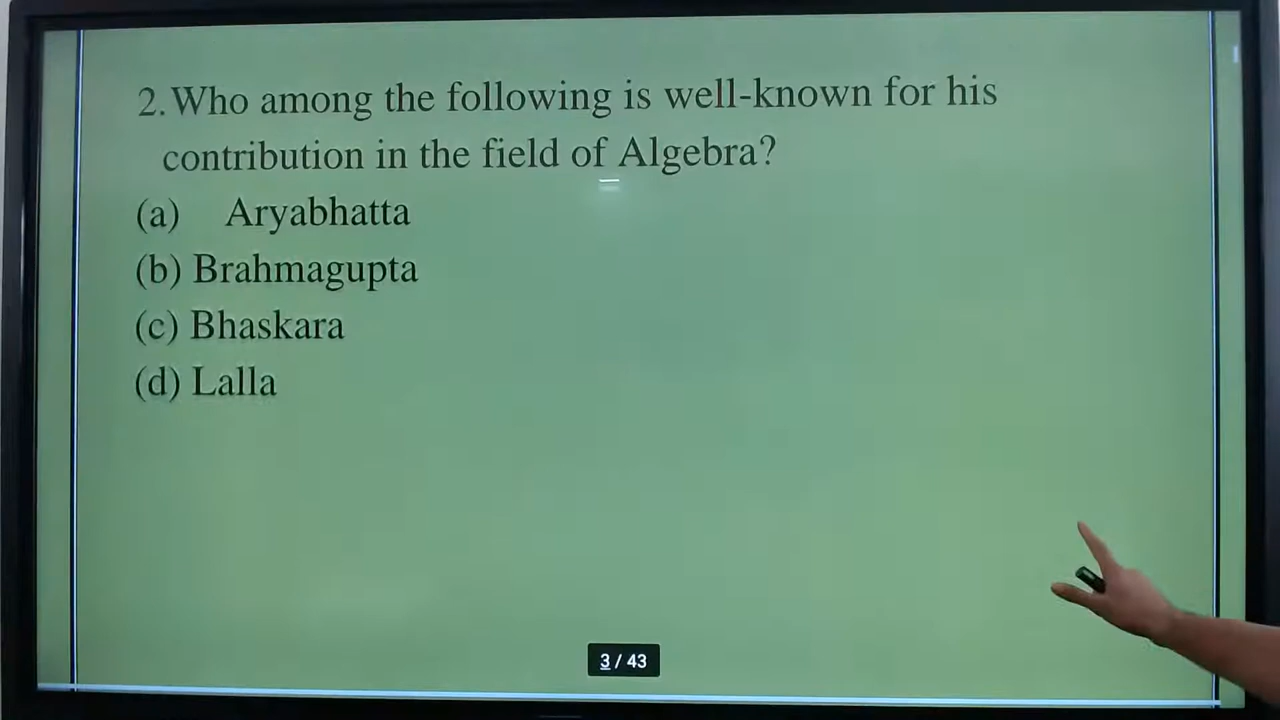 2. Who among the following is well-known for his
contribution in the field of Algebra?
(a) Aryabhatta
(b) Brahmagupta
(c) Bhaskara
(d) Lalla
3 / 43